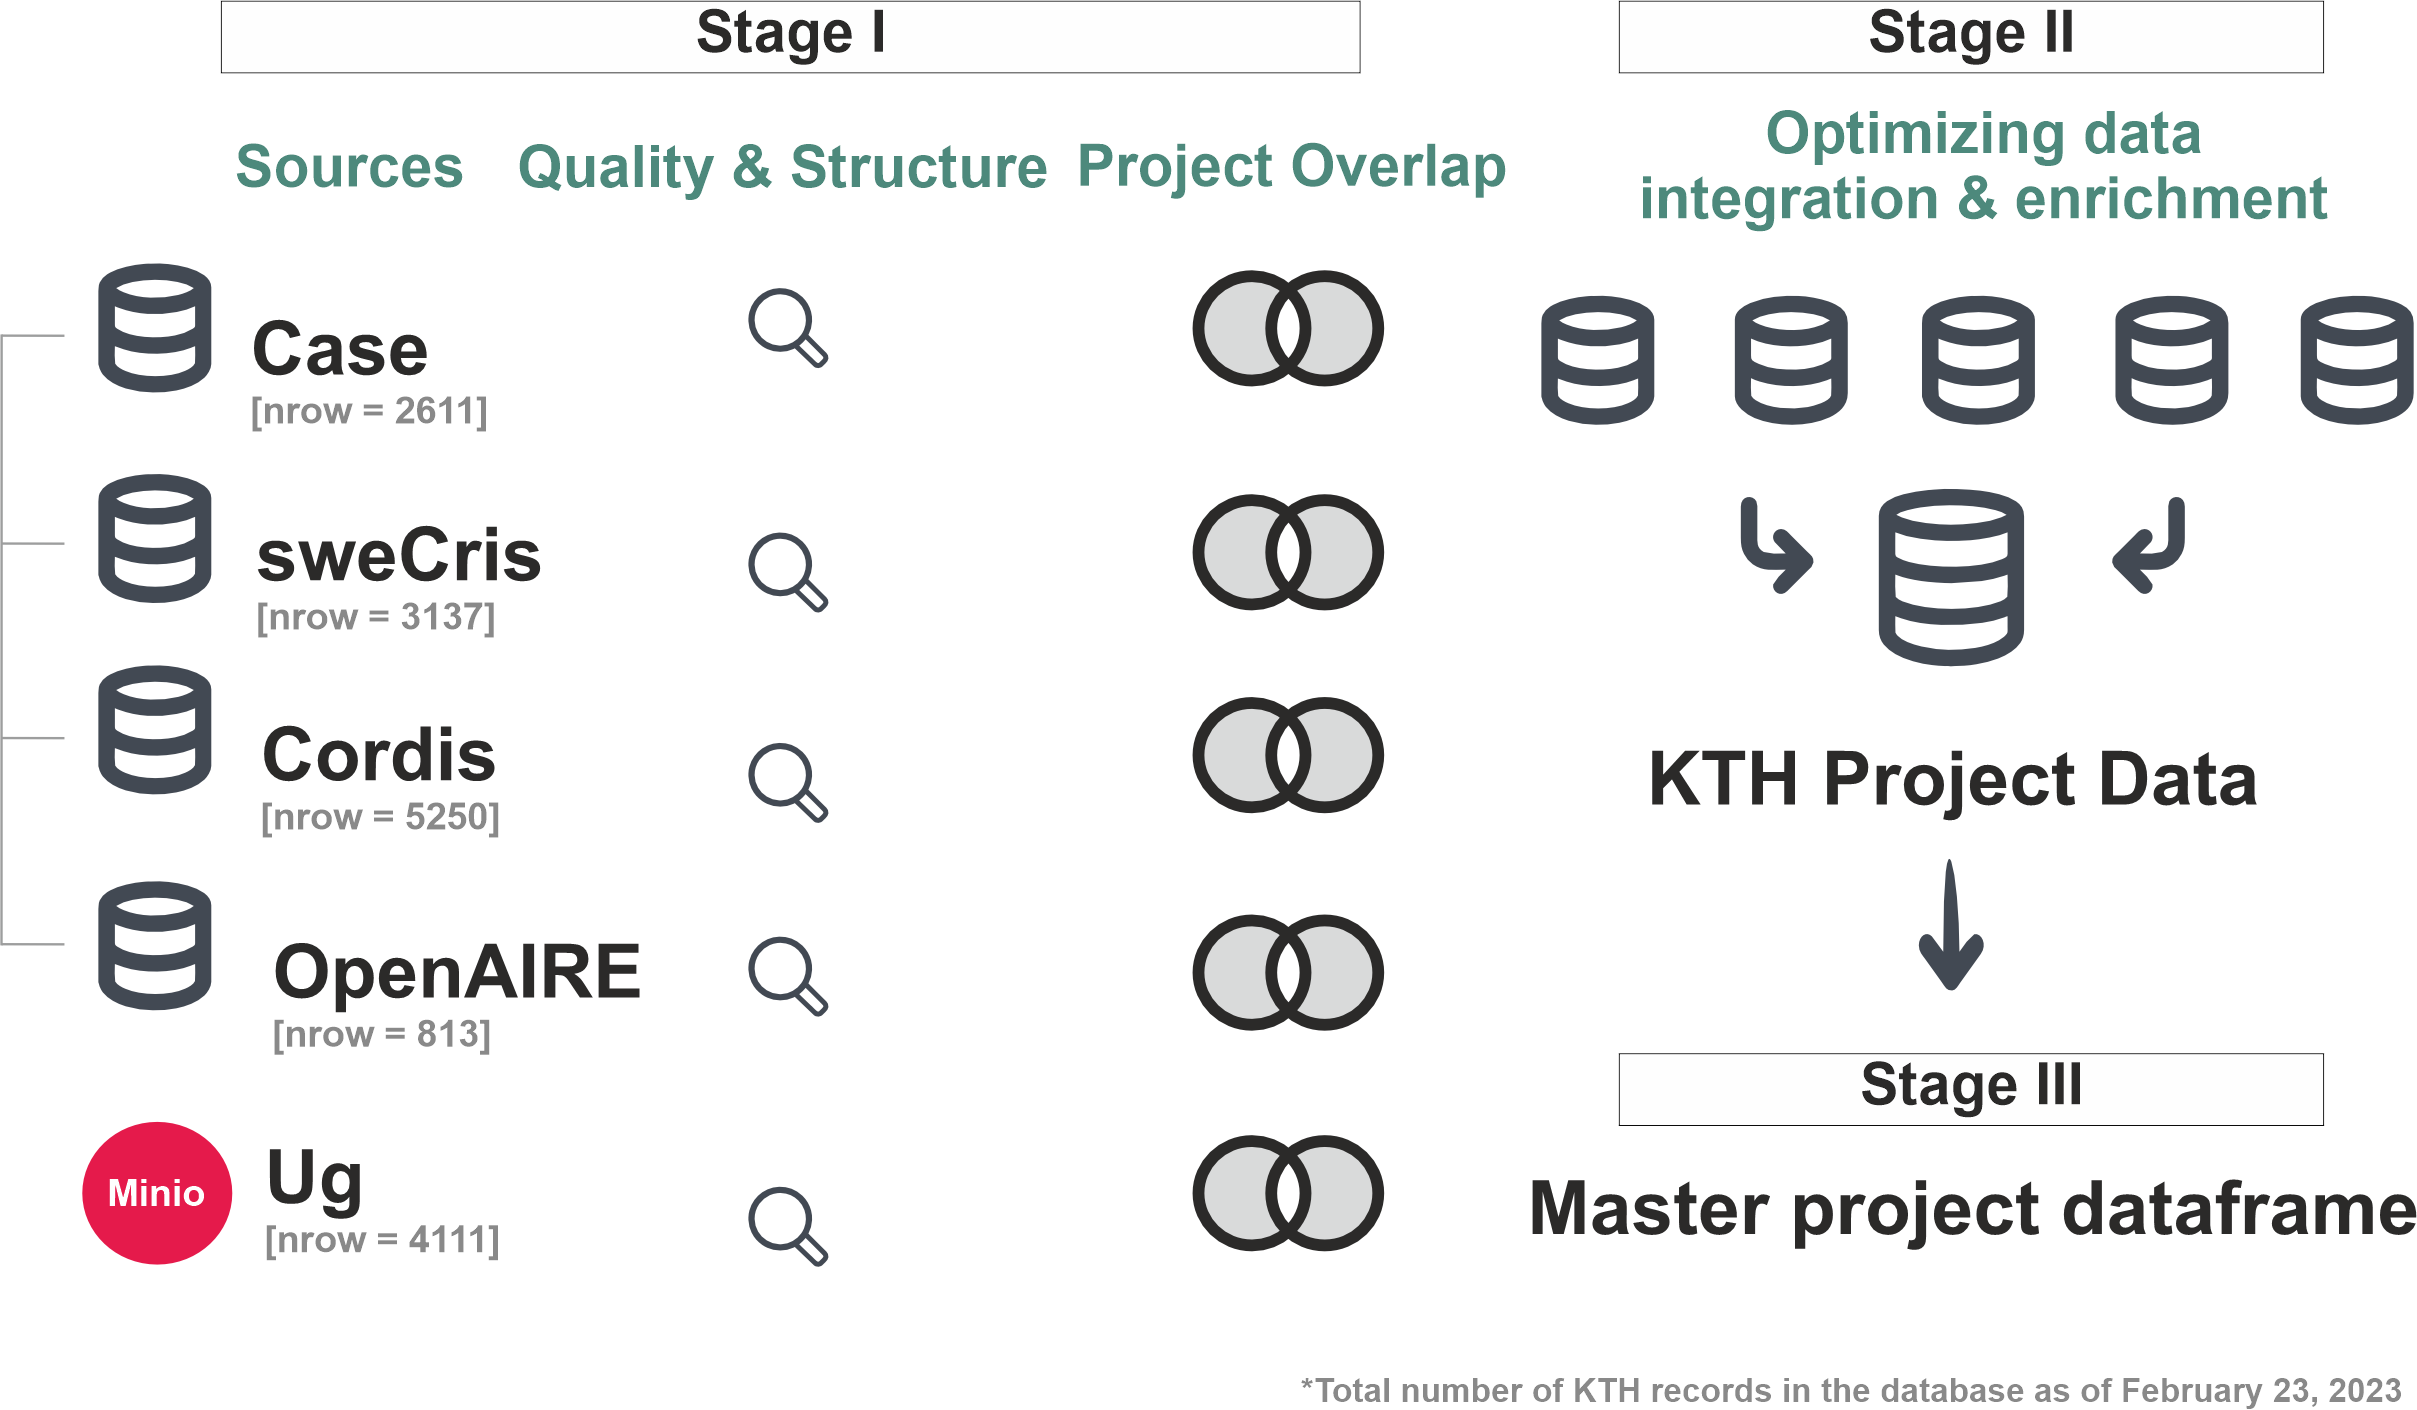 Stage I
Stage II
Sources
Quality & Structure
Project Overlap
Optimizing data
integration & enrichment
Case
[nrow = 2611]
sweCris
[nrow = 3137]
Cordis
[nrow = 5250]
OpenAIRE
[nrow = 813]
Minio
Ug
[nrow = 4111]
KTH Project Data
Stage III
Master project dataframe
*Total number of KTH records in the database as of February 23, 2023